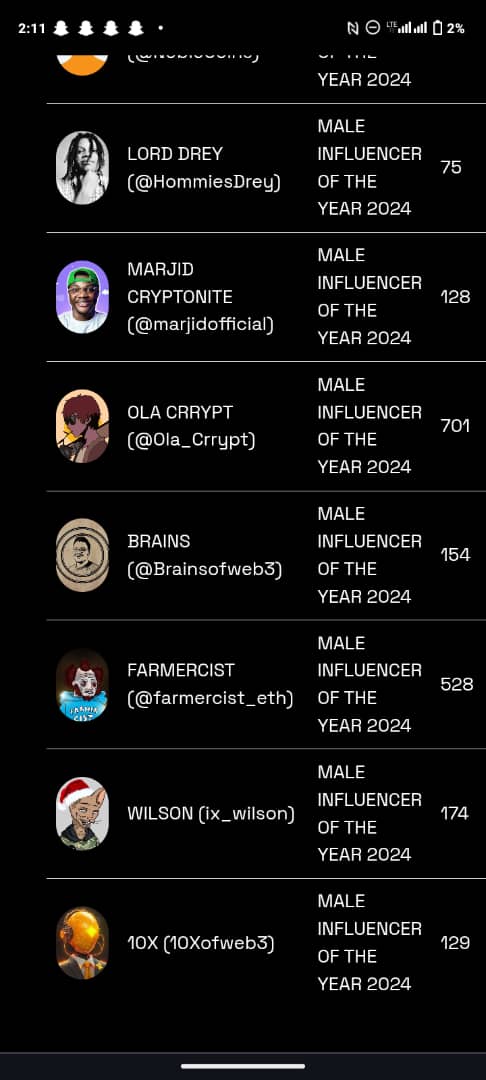 2:11
LTE
2%
YEAR 2024
LORD DREY
(@HommiesDrey)
MALE
INFLUENCER
OF THE
YEAR 2024
75
MARJID
CRYPTONITE
(@marjidofficial)
MALE
INFLUENCER
OF THE
YEAR 2024
128
OLA CRRYPT
(@Ola_Crrypt)
MALE
INFLUENCER
OF THE
YEAR 2024
701
BRAINS
(@Brainsofweb3)
MALE
INFLUENCER
OF THE
YEAR 2024
154
FARMERCIST
(@farmercist_eth)
MALE
INFLUENCER
OF THE
YEAR 2024
528
WILSON (ix_wilson)
MALE
INFLUENCER
OF THE
YEAR 2024
174
10X (10Xofweb3)
MALE
INFLUENCER
OF THE
YEAR 2024
129